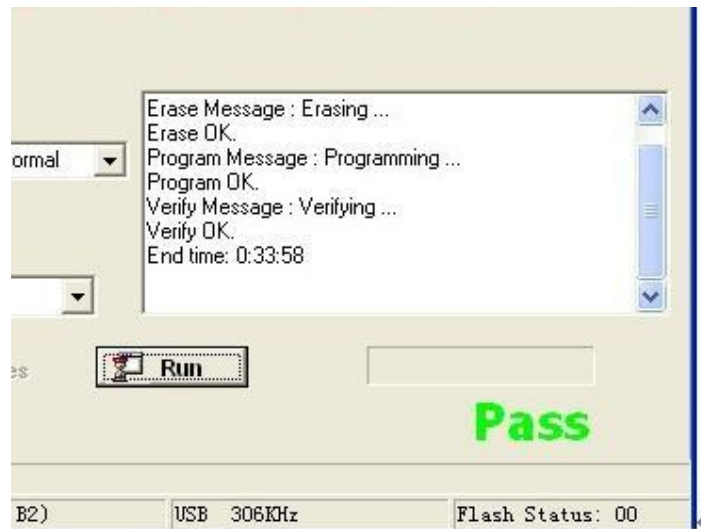 Erase Message : Erasing ...
Erase OK.
ormal
Program Message : Programming ...
Program OK.
Verify Message : Verifying ...
Verify OK.
End time: 0:33:58
es
Run
Pass
B2)
USB 306KHz
Flash Status: 00